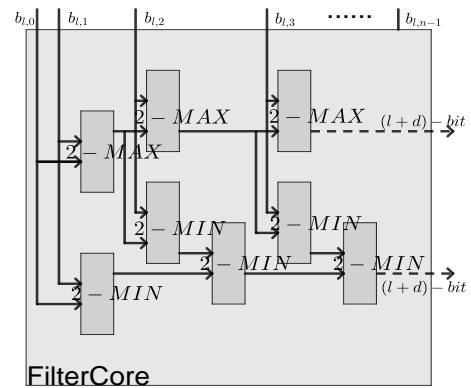 b_{l,0} b_{l,1} b_{l,2} b_{l,3} ...... b_{l,n-1}
2-MAX 2-MAX (l+d)-bit
2-MAX
2-MIN 2-MIN
2-MIN 2-MIN
2-MIN (l+d)-bit
FilterCore